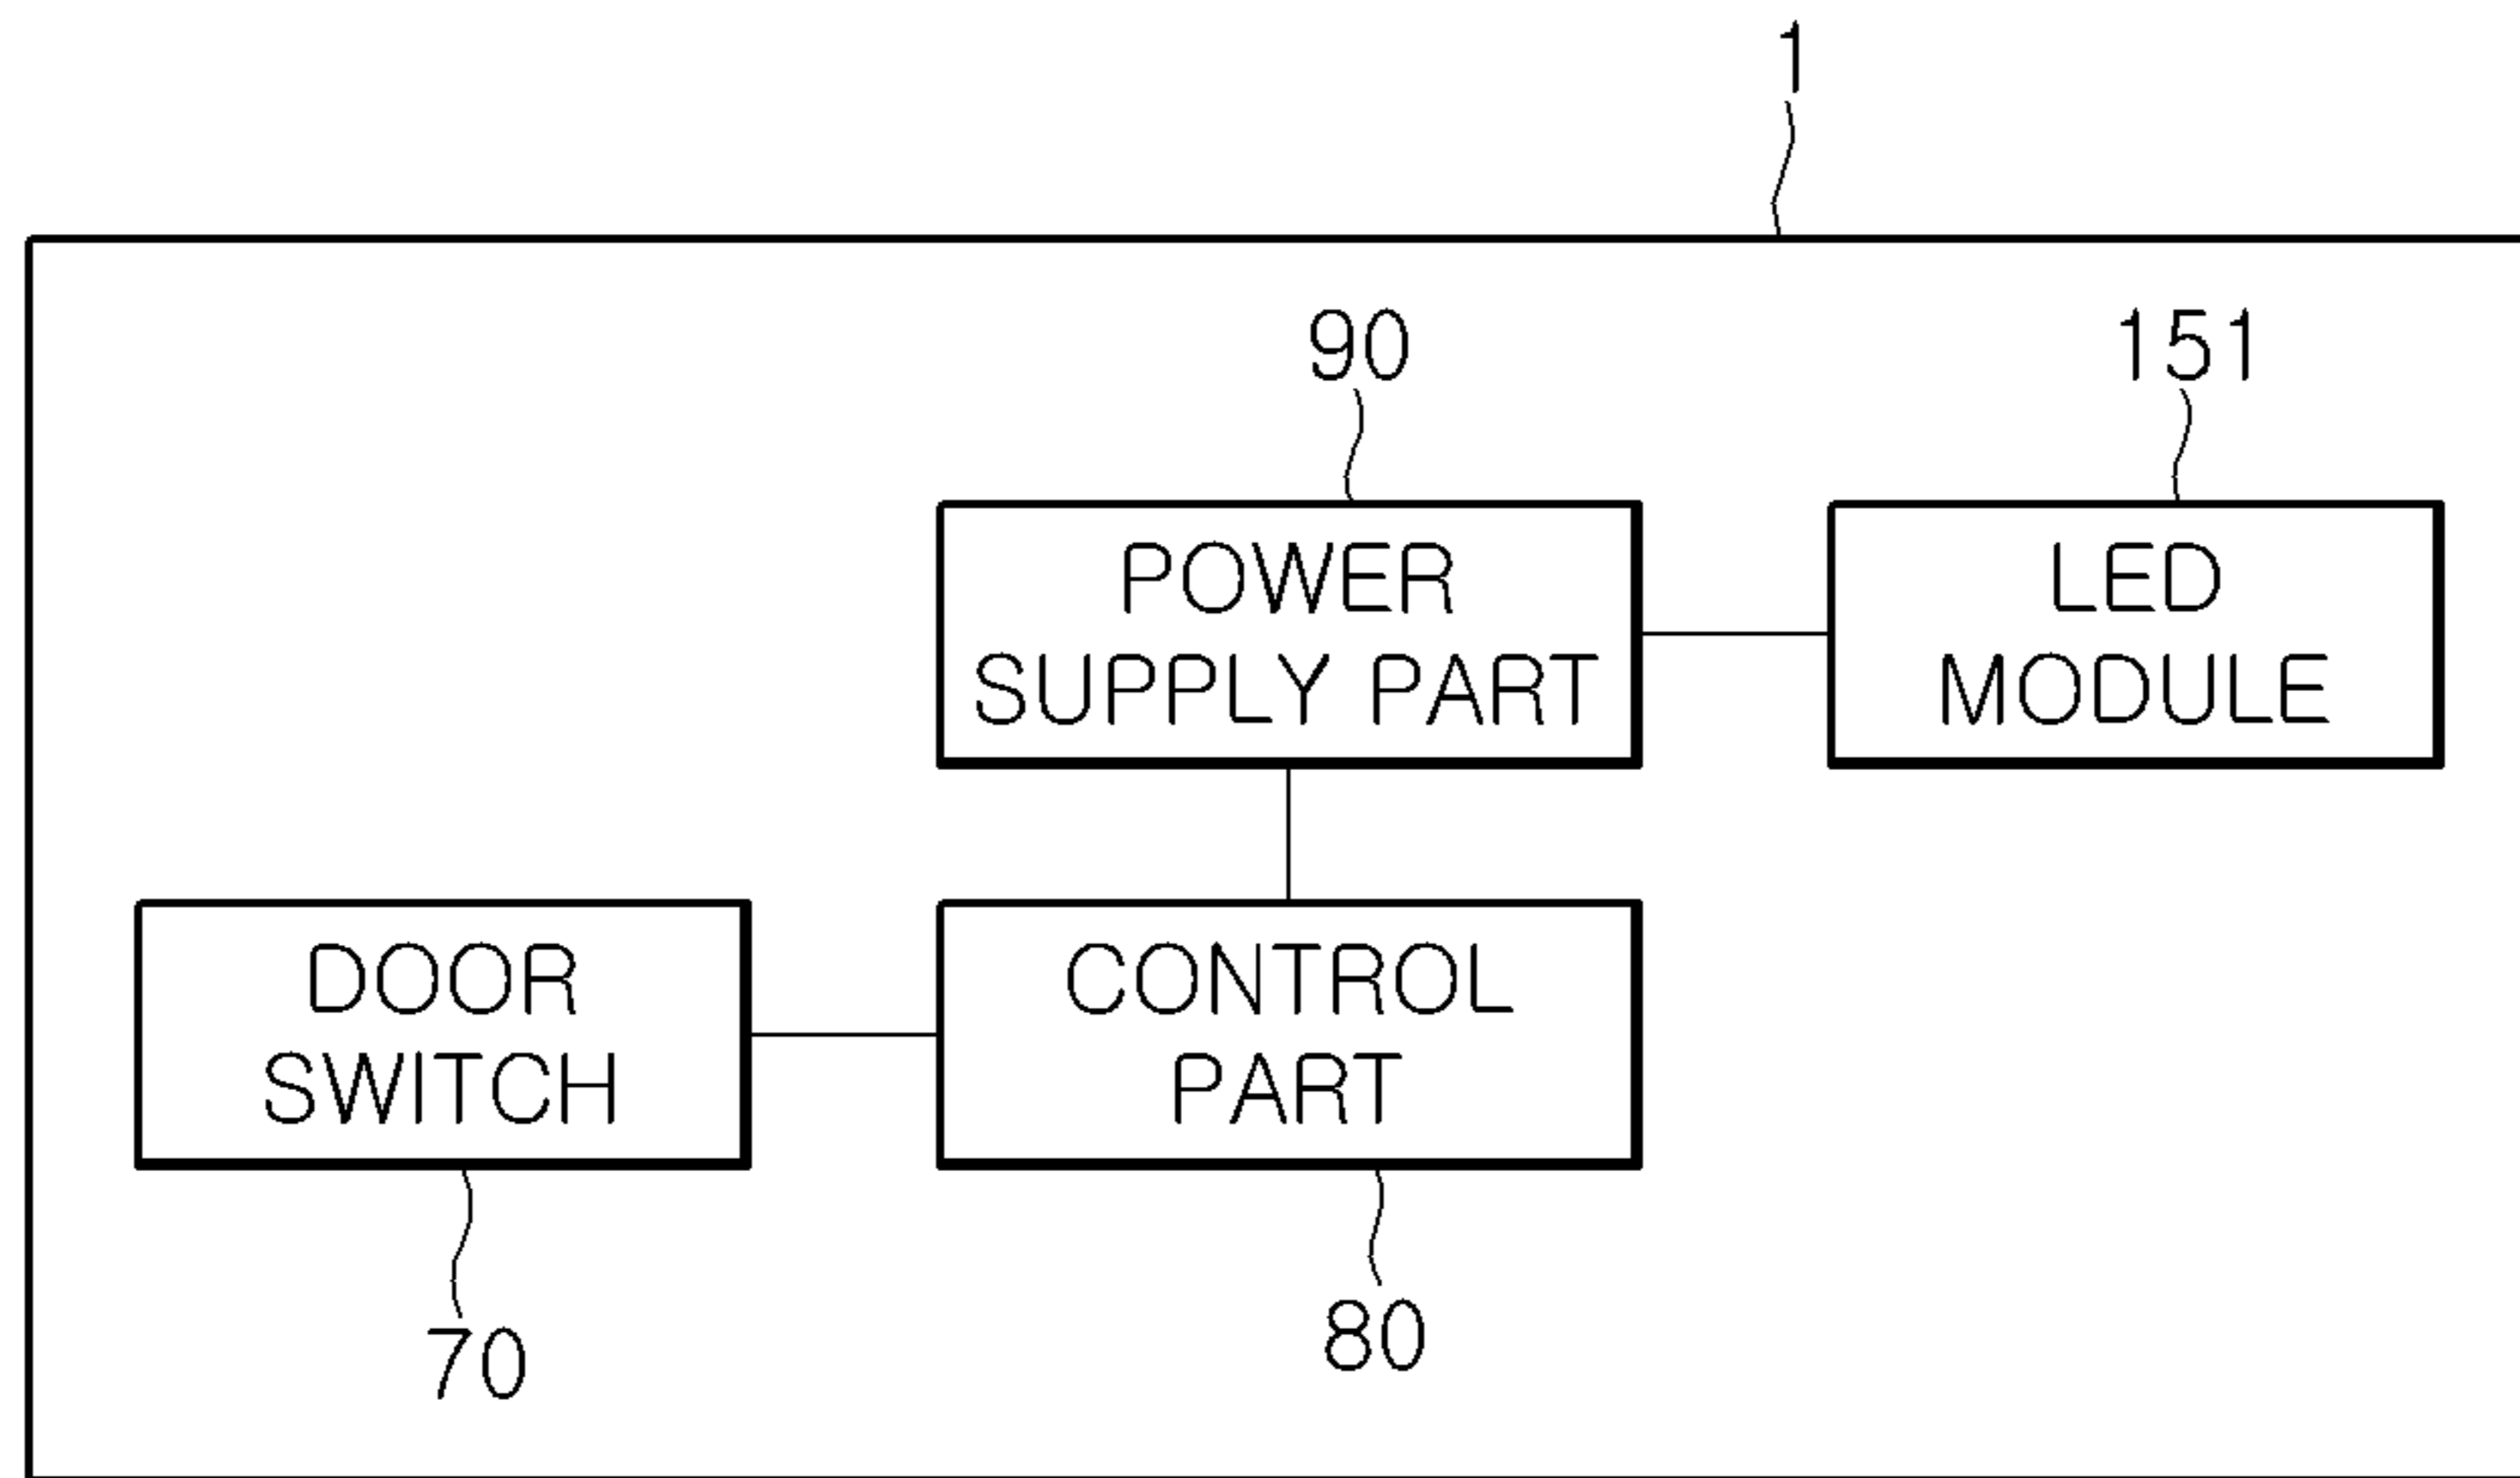 1
90
151
POWER
SUPPLY PART
LED
MODULE
DOOR
SWITCH
CONTROL
PART
70
80